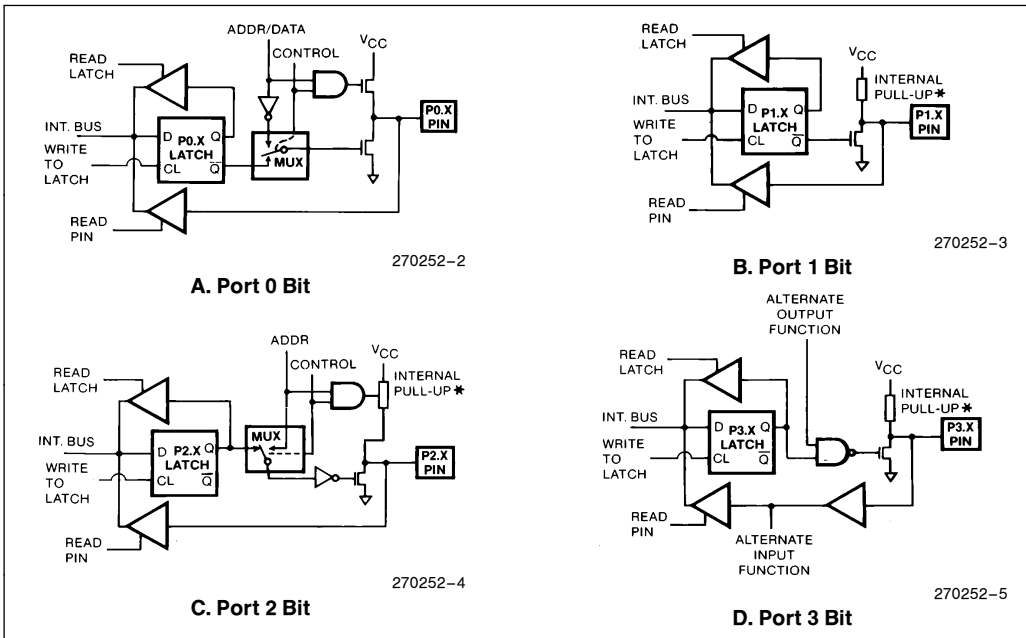 ADDR/DATA
CONTROL
VCC
READ
LATCH
INT. BUS
WRITE
TO
LATCH
D
Q
P0.X
LATCH
CL
Q
MUX
P0.X
PIN
READ
PIN
270252-2
A. Port 0 Bit
READ
LATCH
VCC
INTERNAL
PULL-UP*
INT. BUS
WRITE
TO
LATCH
D
Q
P1.X
LATCH
CL
Q
P1.X
PIN
READ
PIN
270252-3
B. Port 1 Bit
ADDR
CONTROL
VCC
INTERNAL
PULL-UP*
READ
LATCH
INT. BUS
WRITE
TO
LATCH
D
P2.X
Q
LATCH
CL
Q
MUX
P2.X
PIN
READ
PIN
270252-4
C. Port 2 Bit
ALTERNATE
OUTPUT
FUNCTION
READ
LATCH
VCC
INTERNAL
PULL-UP*
INT. BUS
WRITE
TO
LATCH
D
P3.X
Q
LATCH
CL
Q
P3.X
PIN
READ
PIN
ALTERNATE
INPUT
FUNCTION
270252-5
D. Port 3 Bit